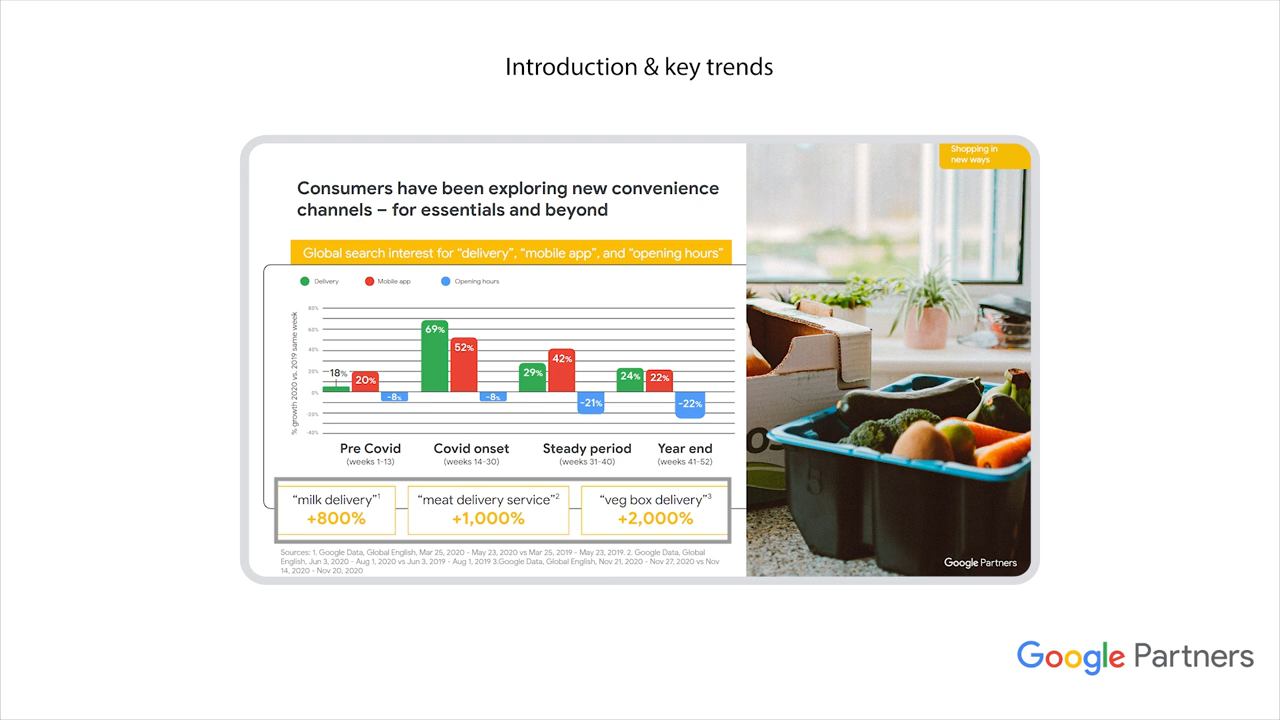 Introduction & key trends
Shopping in
new ways
Consumers have been exploring new convenience
channels – for essentials and beyond
Global search interest for “delivery”, “mobile app”, and “opening hours”
Delivery
Mobile app
Opening hours
% growth 2020 vs. 2019 same week
80%
60%
40%
20%
0%
-20%
-40%
18%
20%
-8%
69%
52%
-8%
29%
42%
-21%
24%
22%
-22%
Pre Covid
(weeks 1-13)
Covid onset
(weeks 14-30)
Steady period
(weeks 31-40)
Year end
(weeks 41-52)
“milk delivery”1
+800%
“meat delivery service”2
+1,000%
“veg box delivery”3
+2,000%
Sources: 1. Google Data, Global English, Mar 25, 2020 - May 23, 2020 vs Mar 25, 2019 - May 23, 2019. 2. Google Data, Global
English, Jun 3, 2020 - Aug 1, 2020 vs Jun 3, 2019 - Aug 1, 2019 3.Google Data, Global English, Nov 21, 2020 - Nov 27, 2020 vs Nov
14, 2020 - Nov 20, 2020
Google Partners
Google Partners